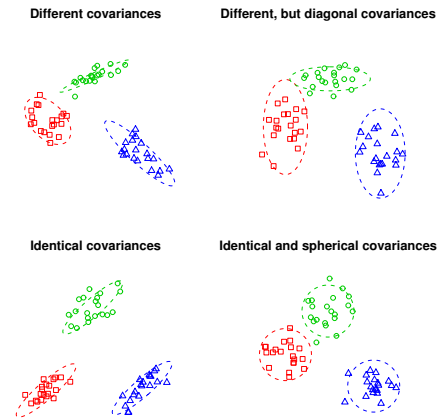 Different covariances
Different, but diagonal covariances
Identical covariances
Identical and spherical covariances